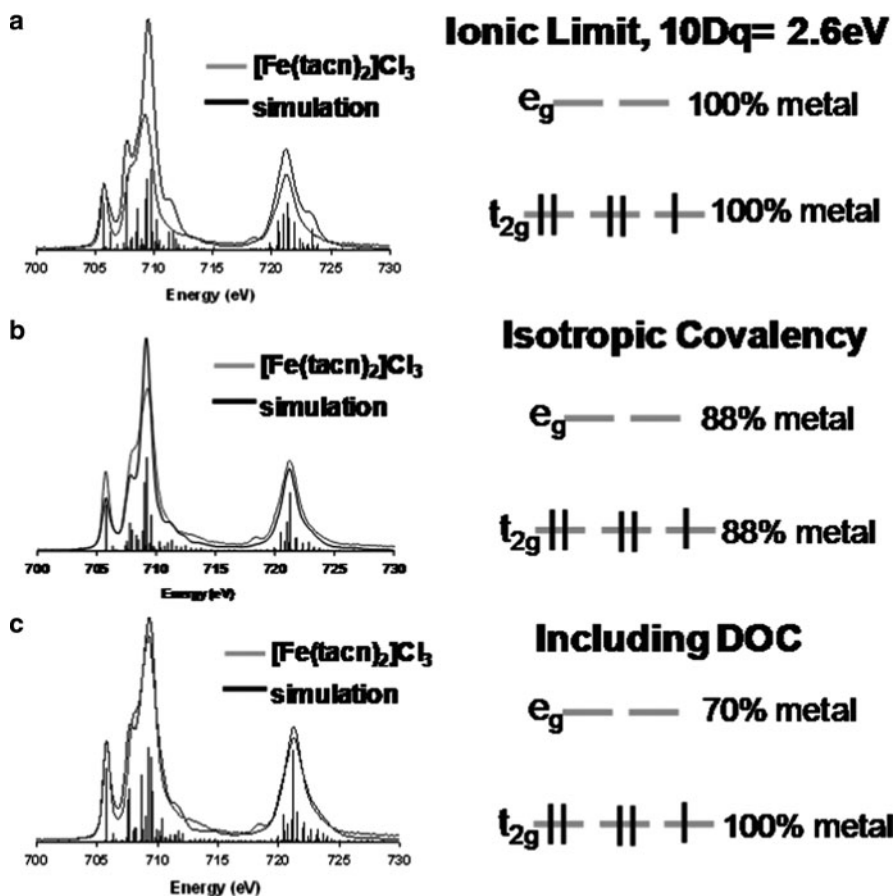 a
[Fe(tacn)₂]Cl₃
simulation
700 705 710 715 720 725 730
Energy (eV)
Ionic Limit, 10Dq= 2.6eV
eg 100% metal
t2g 100% metal
b
[Fe(tacn)₂]Cl₃
simulation
700 705 710 715 720 725 730
Energy (eV)
Isotropic Covalency
eg 88% metal
t2g 88% metal
c
[Fe(tacn)₂]Cl₃
simulation
700 705 710 715 720 725 730
Energy (eV)
Including DOC
eg 70% metal
t2g 100% metal